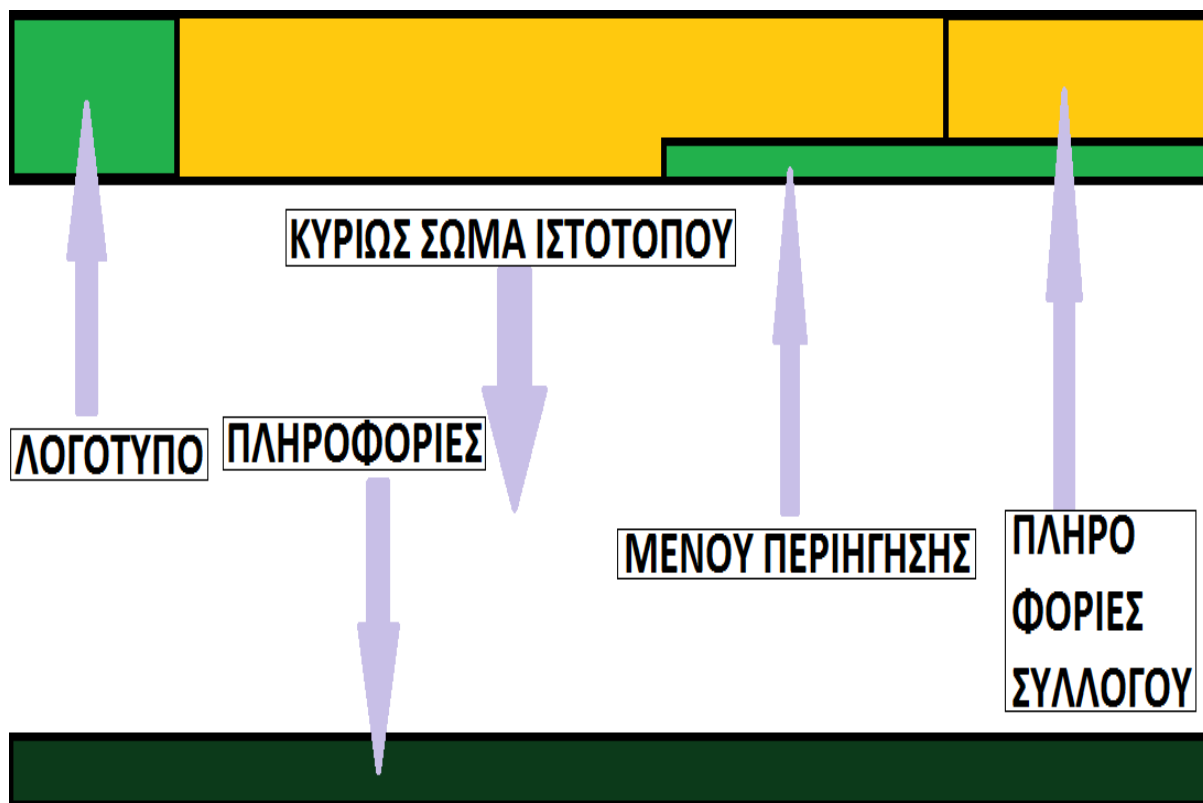 ΚΥΡΙΩΣ ΣΩΜΑ ΙΣΤΟΤΟΠΟΥ
ΛΟΓΟΤΥΠΟ
ΠΛΗΡΟΦΟΡΙΕΣ
ΜΕΝΟΥ ΠΕΡΙΗΓΗΣΗΣ
ΠΛΗΡΟ
ΦΟΡΙΕΣ
ΣΥΛΛΟΓΟΥ